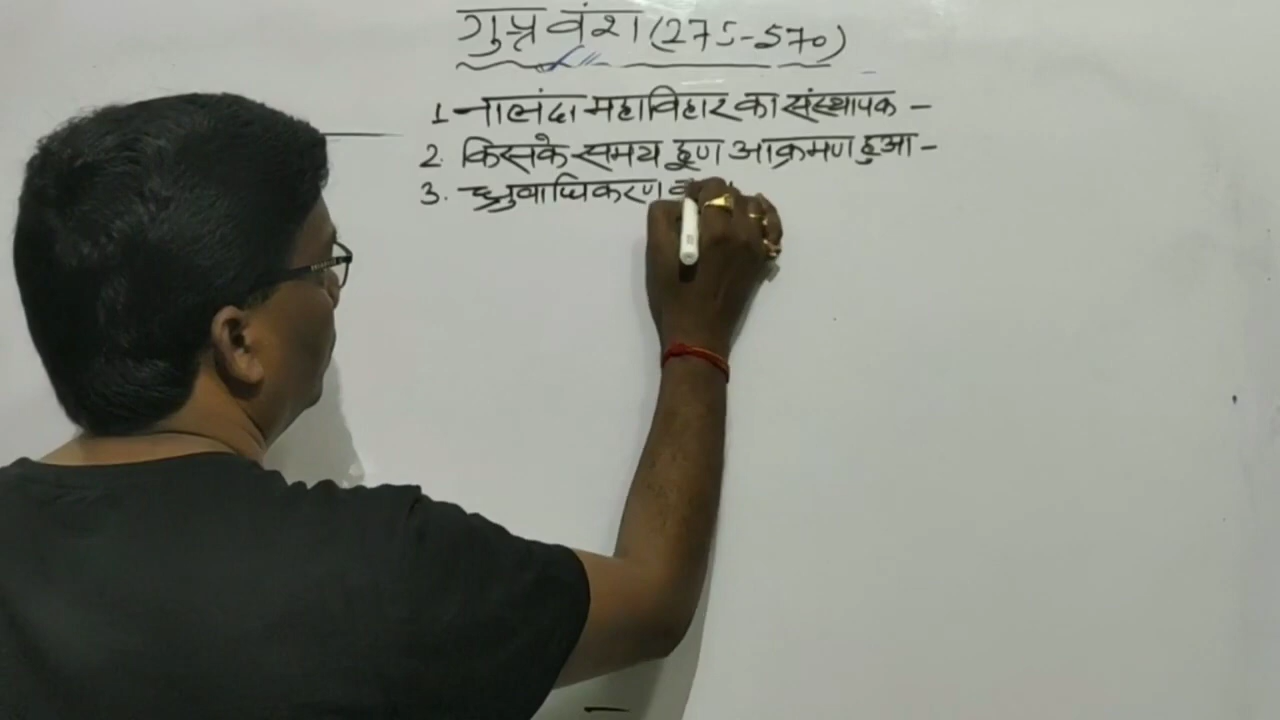 गुप्त वंश (275-570)
1 नालंदा महाविहार का संस्थापक -
2. किसके समय हूण आक्रमण हुआ -
3. ध्रुवाधिकरण